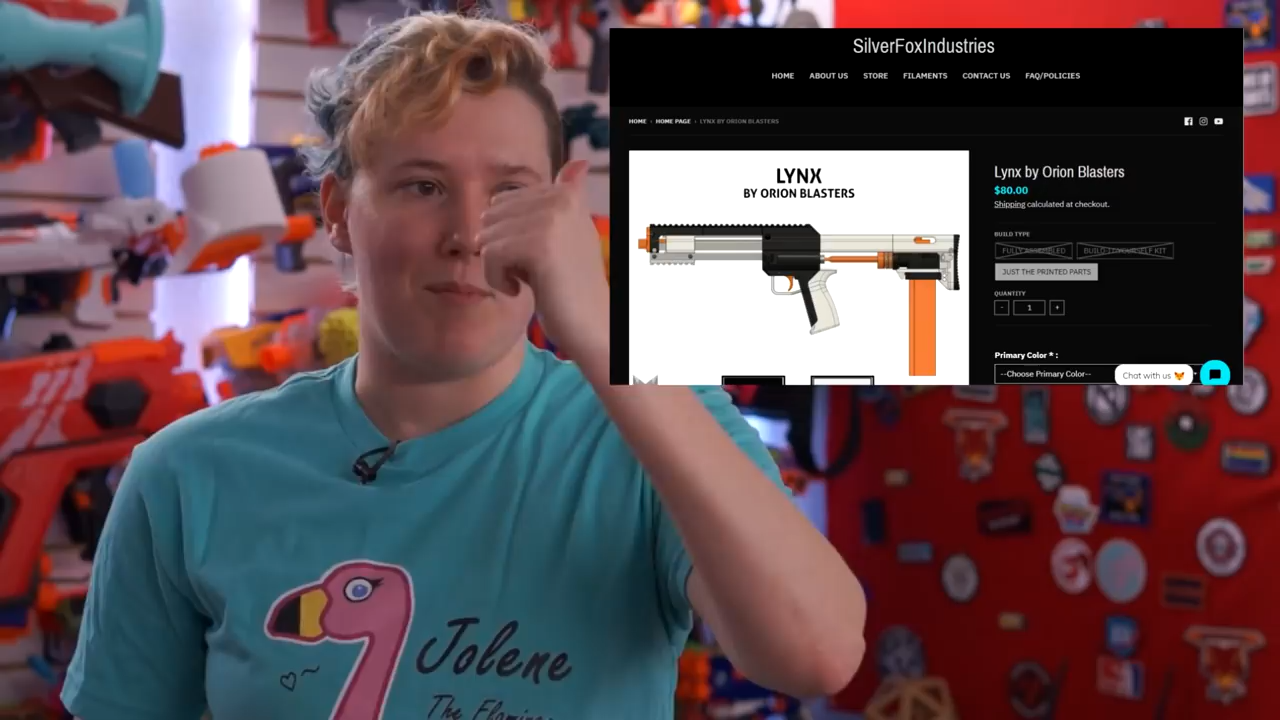 SilverFoxIndustries
HOME ABOUT US STORE FILAMENTS CONTACT US FAQ/POLICIES
HOME › HOME PAGE › LYNX BY ORION BLASTERS
LYNX
BY ORION BLASTERS
Lynx by Orion Blasters
$80.00
Shipping calculated at checkout.
BUILD TYPE
FULLY ASSEMBLED BUILD-IT-YOURSELF KIT
JUST THE PRINTED PARTS
QUANTITY
- 1 +
Primary Color * :
--Choose Primary Color--
Chat with us
Jolene
The